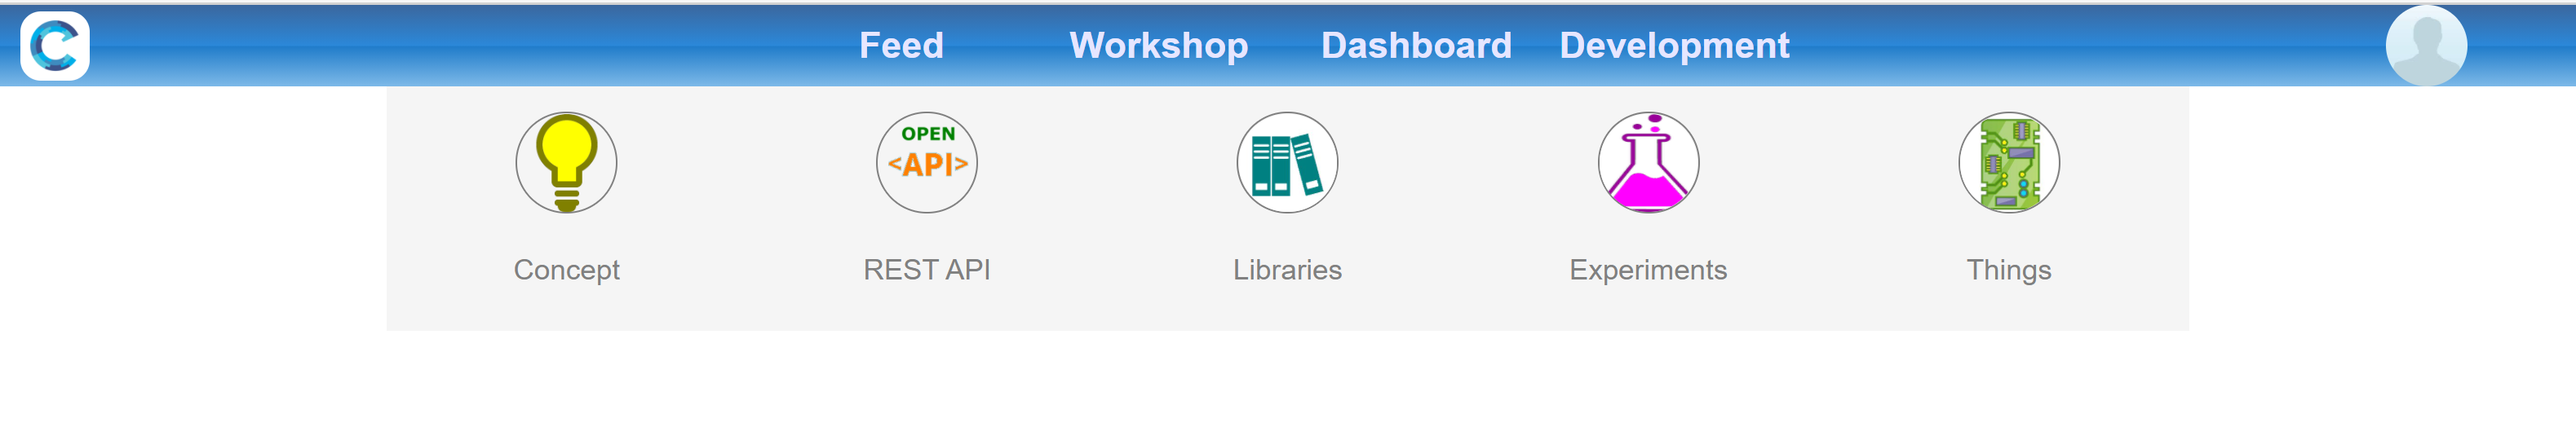 Feed Workshop Dashboard Development
OPEN
<API>
Concept REST API Libraries Experiments Things